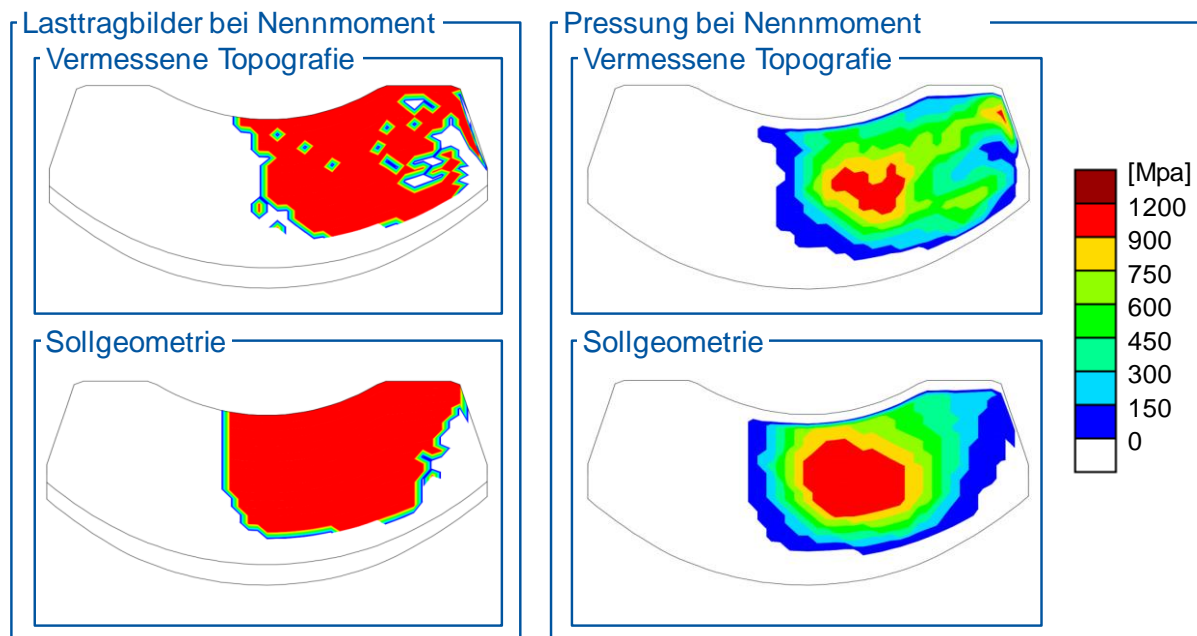 Lasttragbilder bei Nennmoment
Vermessene Topografie
Sollgeometrie
Pressung bei Nennmoment
Vermessene Topografie
Sollgeometrie
[Mpa]
1200
900
750
600
450
300
150
0